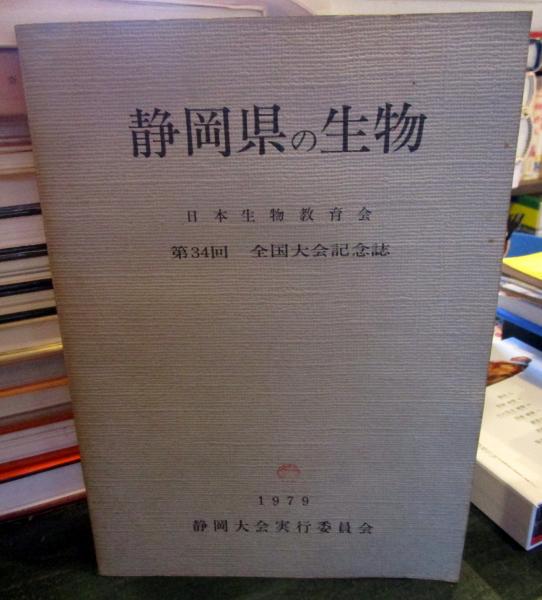 静岡県の生物
日本生物教育会
第34回 全国大会記念誌
1979
静岡大会実行委員会